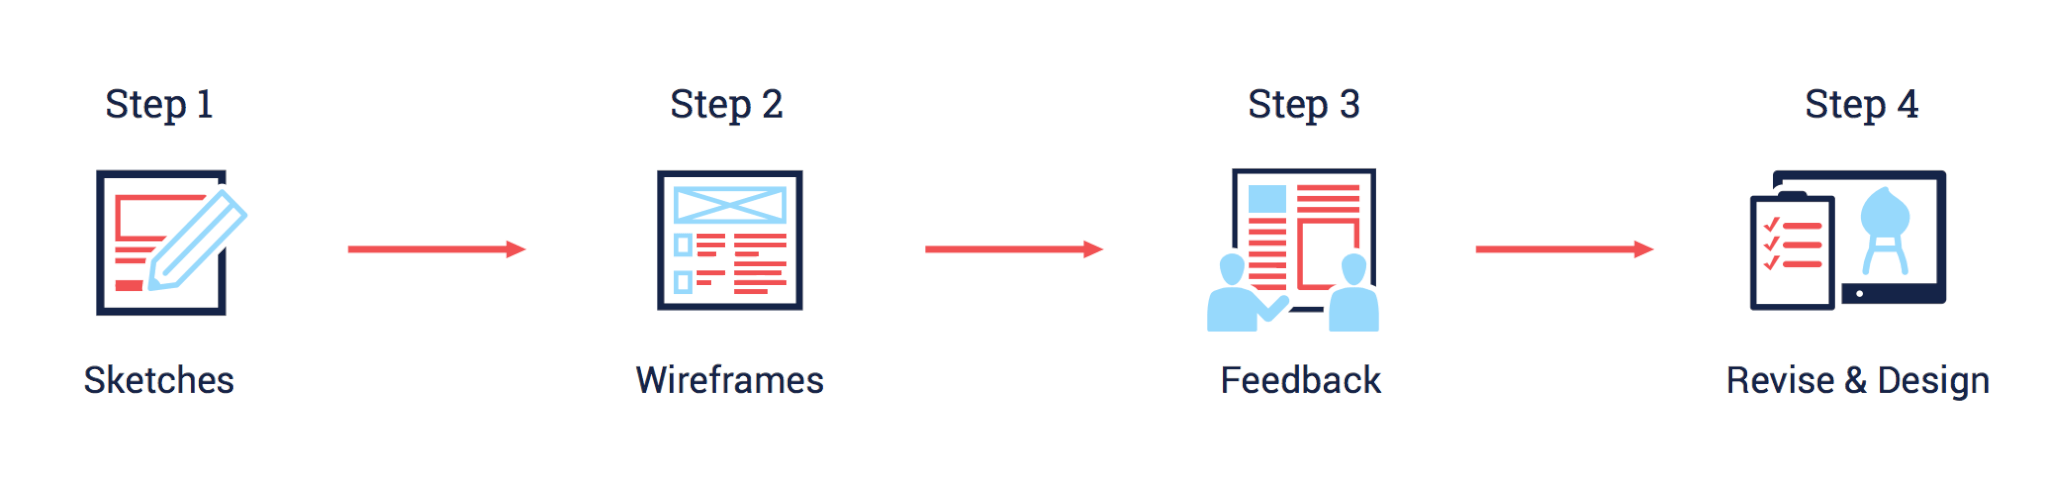 Step 1
Step 2
Step 3
Step 4
Sketches
Wireframes
Feedback
Revise & Design